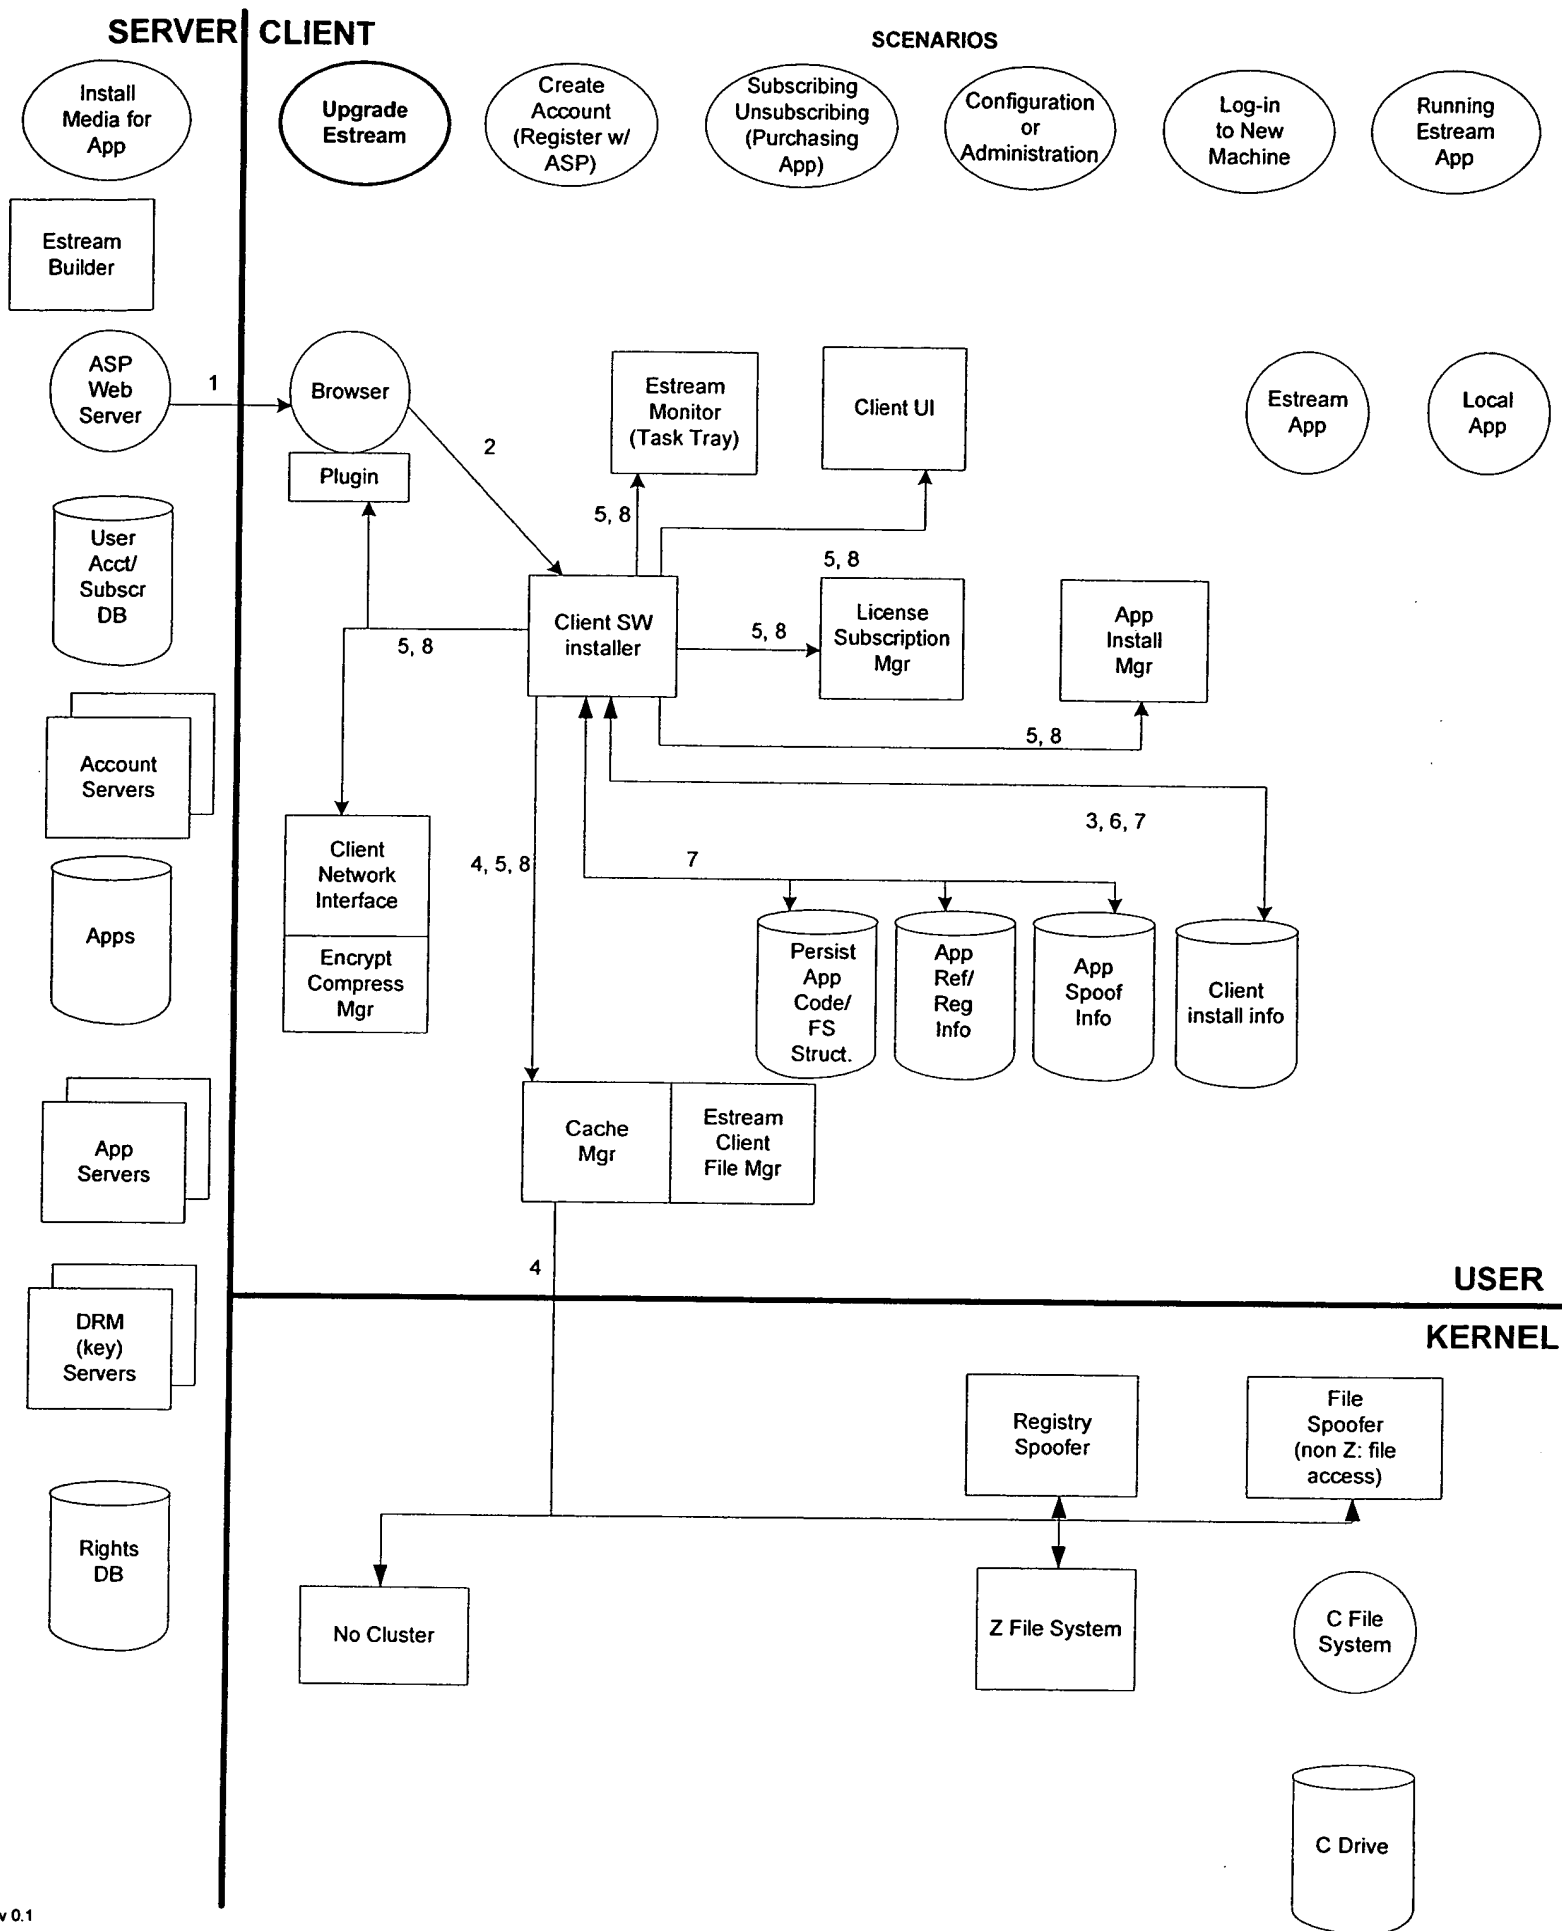 SERVER CLIENT
SCENARIOS
Install
Media for
App
Upgrade
Estream
Create
Account
(Register w/
ASP)
Subscribing
Unsubscribing
(Purchasing
App)
Configuration
or
Administration
Log-in
to New
Machine
Running
Estream
App
Estream
Builder
ASP
Web
Server
1
Browser
Plugin
2
Estream
Monitor
(Task Tray)
Client UI
Estream
App
Local
App
User
Acct/
Subscr
DB
5, 8
5, 8
Client SW
installer
5, 8
5, 8
License
Subscription
Mgr
App
Install
Mgr
5, 8
Account
Servers
3, 6, 7
4, 5, 8
7
Client
Network
Interface
Encrypt
Compress
Mgr
Apps
Persist
App
Code/
FS
Struct.
App
Ref/
Reg
Info
App
Spoof
Info
Client
install info
App
Servers
Cache
Mgr
Estream
Client
File Mgr
4
USER
KERNEL
DRM
(key)
Servers
Registry
Spoofer
File
Spoofer
(non Z: file
access)
Rights
DB
No Cluster
Z File System
C File
System
C Drive
v 0.1